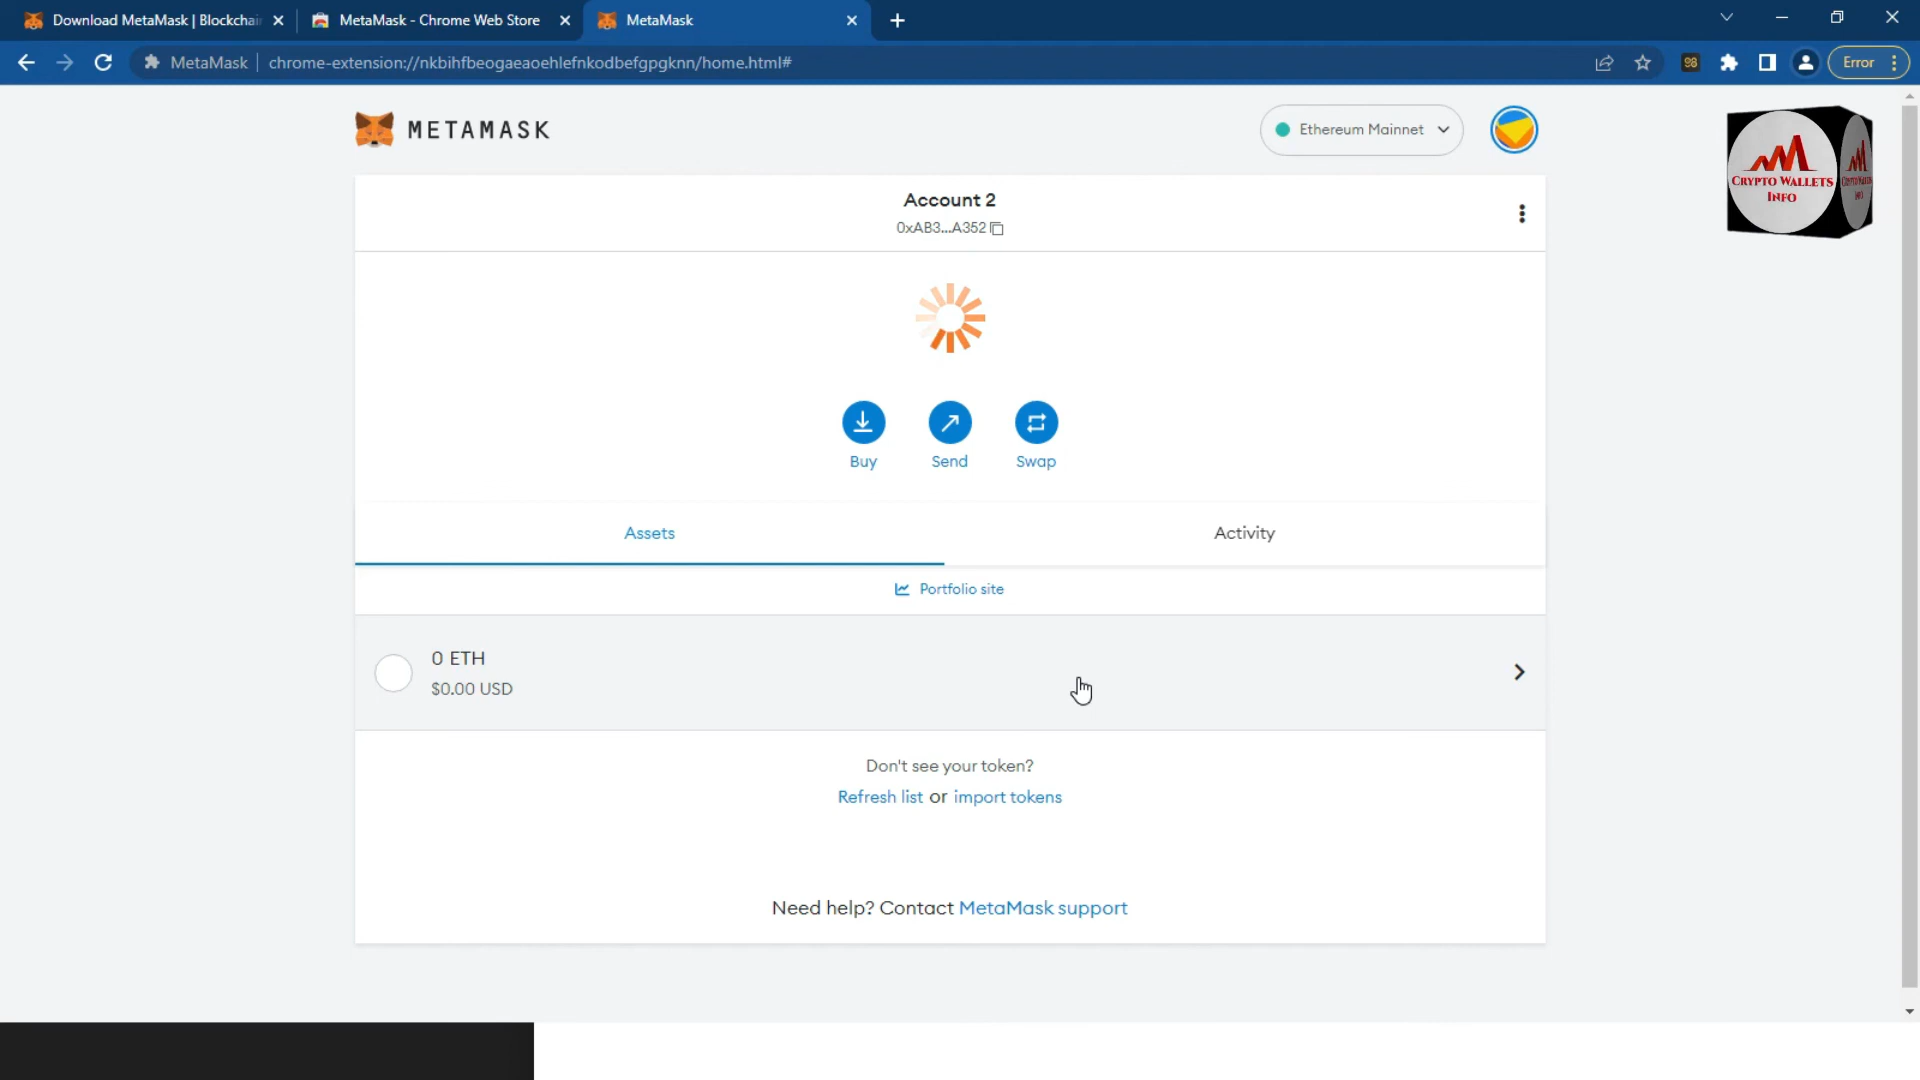 Download MetaMask | Blockchai
MetaMask - Chrome Web Store
MetaMask
MetaMask
chrome-extension://nkbihfbeogaeaoehlefnkodbefgpgknn/home.html#
98
Error
METAMASK
Ethereum Mainnet
CRYPTO WALLETS
INFO
Account 2
0xAB3...A352
Buy
Send
Swap
Assets
Activity
Portfolio site
0 ETH
$0.00 USD
Don't see your token?
Refresh list or import tokens
Need help? Contact MetaMask support